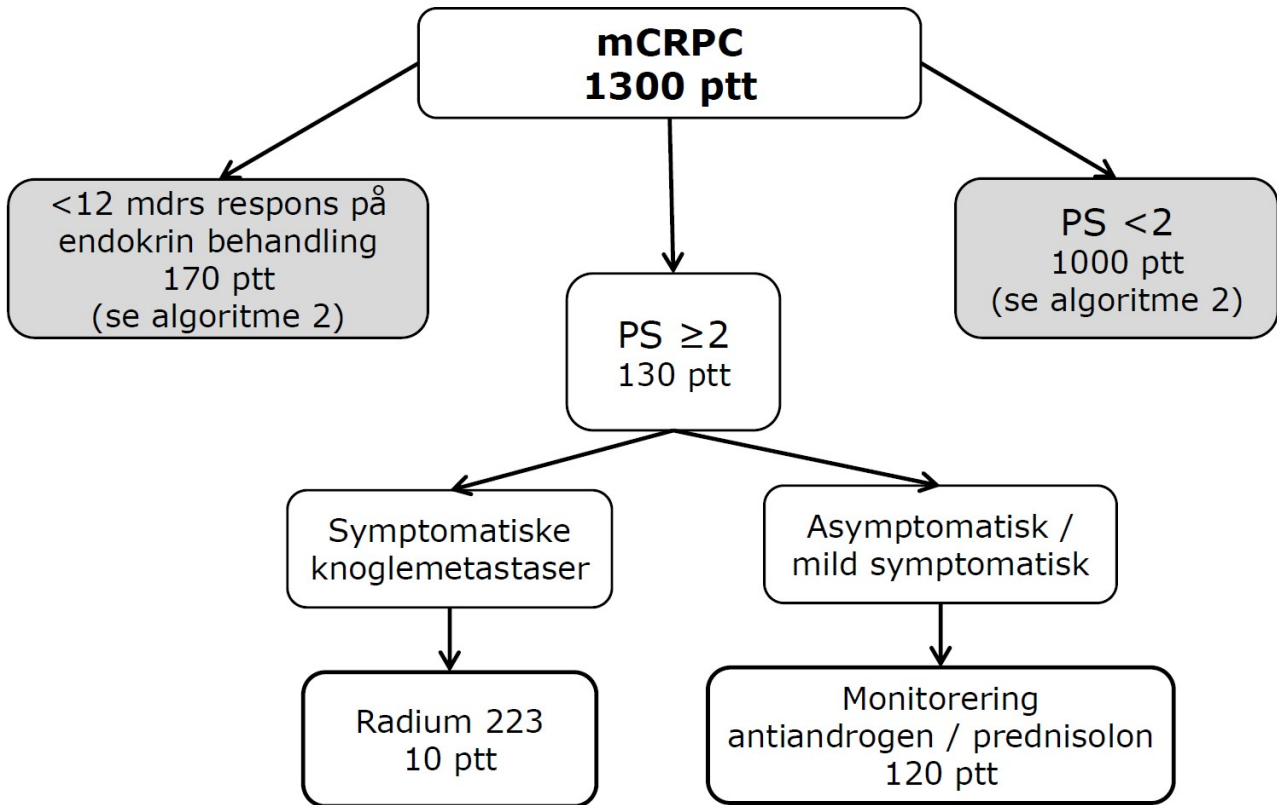 mCRPC
1300 ptt
<12 mdrs respons på
endokrin behandling
170 ptt
(se algoritme 2)
PS ≥2
130 ptt
PS <2
1000 ptt
(se algoritme 2)
Symptomatiske
knoglemetastaser
Asymptomatisk /
mild symptomatisk
Radium 223
10 ptt
Monitorering
antiandrogen / prednisolon
120 ptt